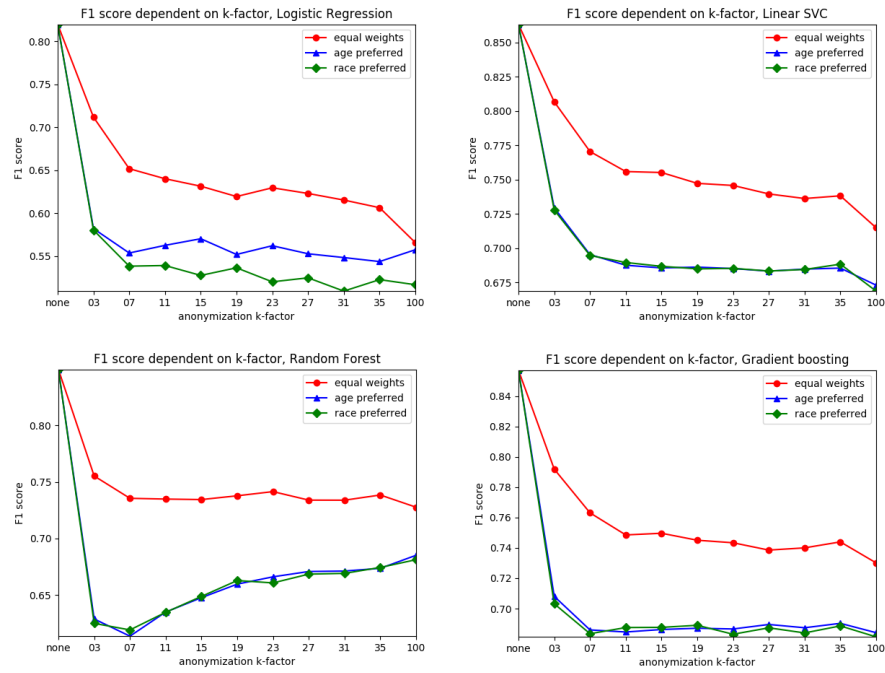 F1 score dependent on k-factor, Logistic Regression
equal weights
age preferred
race preferred
0.80
0.75
0.70
0.65
0.60
0.55
F1 score
none 03 07 11 15 19 23 27 31 35 100
anonymization k-factor
F1 score dependent on k-factor, Linear SVC
equal weights
age preferred
race preferred
0.850
0.825
0.800
0.775
0.750
0.725
0.700
0.675
F1 score
none 03 07 11 15 19 23 27 31 35 100
anonymization k-factor
F1 score dependent on k-factor, Random Forest
equal weights
age preferred
race preferred
0.80
0.75
0.70
0.65
F1 score
none 03 07 11 15 19 23 27 31 35 100
anonymization k-factor
F1 score dependent on k-factor, Gradient boosting
equal weights
age preferred
race preferred
0.84
0.82
0.80
0.78
0.76
0.74
0.72
0.70
F1 score
none 03 07 11 15 19 23 27 31 35 100
anonymization k-factor